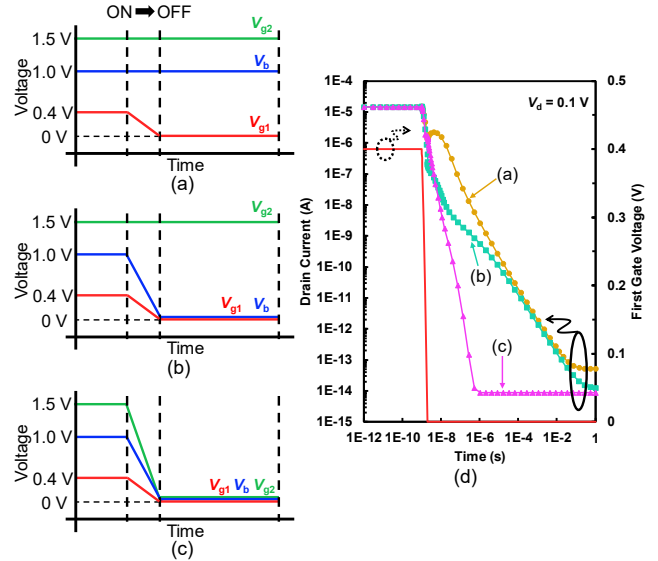 ON ➡ OFF
1.5 V
Vg2
1.0 V
Vb
Voltage
0.4 V
Vg1
0 V
Time
(a)
1.5 V
Vg2
1.0 V
Voltage
0.4 V
Vg1 Vb
0 V
Time
(b)
1.5 V
1.0 V
Voltage
0.4 V
Vg1 Vb Vg2
0 V
Time
(c)
1E-4
1E-5
1E-6
1E-7
1E-8
1E-9
1E-10
1E-11
1E-12
1E-13
1E-14
1E-15
Drain Current (A)
Vd = 0.1 V
(a)
(b)
(c)
0.5
0.4
0.3
0.2
0.1
0
First Gate Voltage (V)
1E-12 1E-10 1E-8 1E-6 1E-4 1E-2 1
Time (s)
(d)